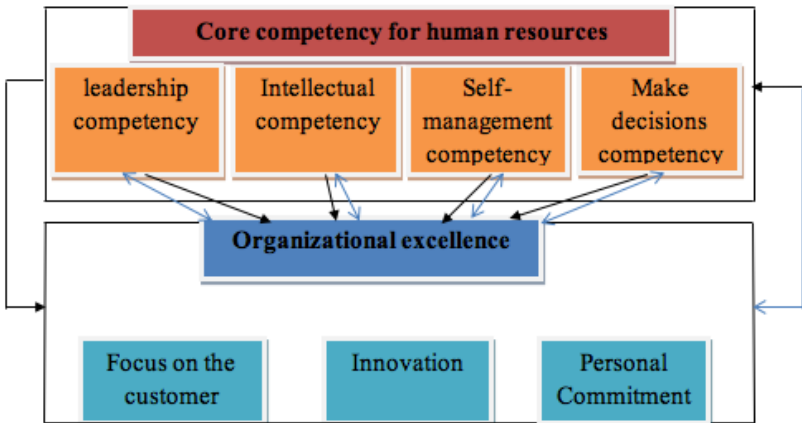 Core competency for human resources
leadership
competency
Intellectual
competency
Self-
management
competency
Make
decisions
competency
Organizational excellence
Focus on the
customer
Innovation
Personal
Commitment